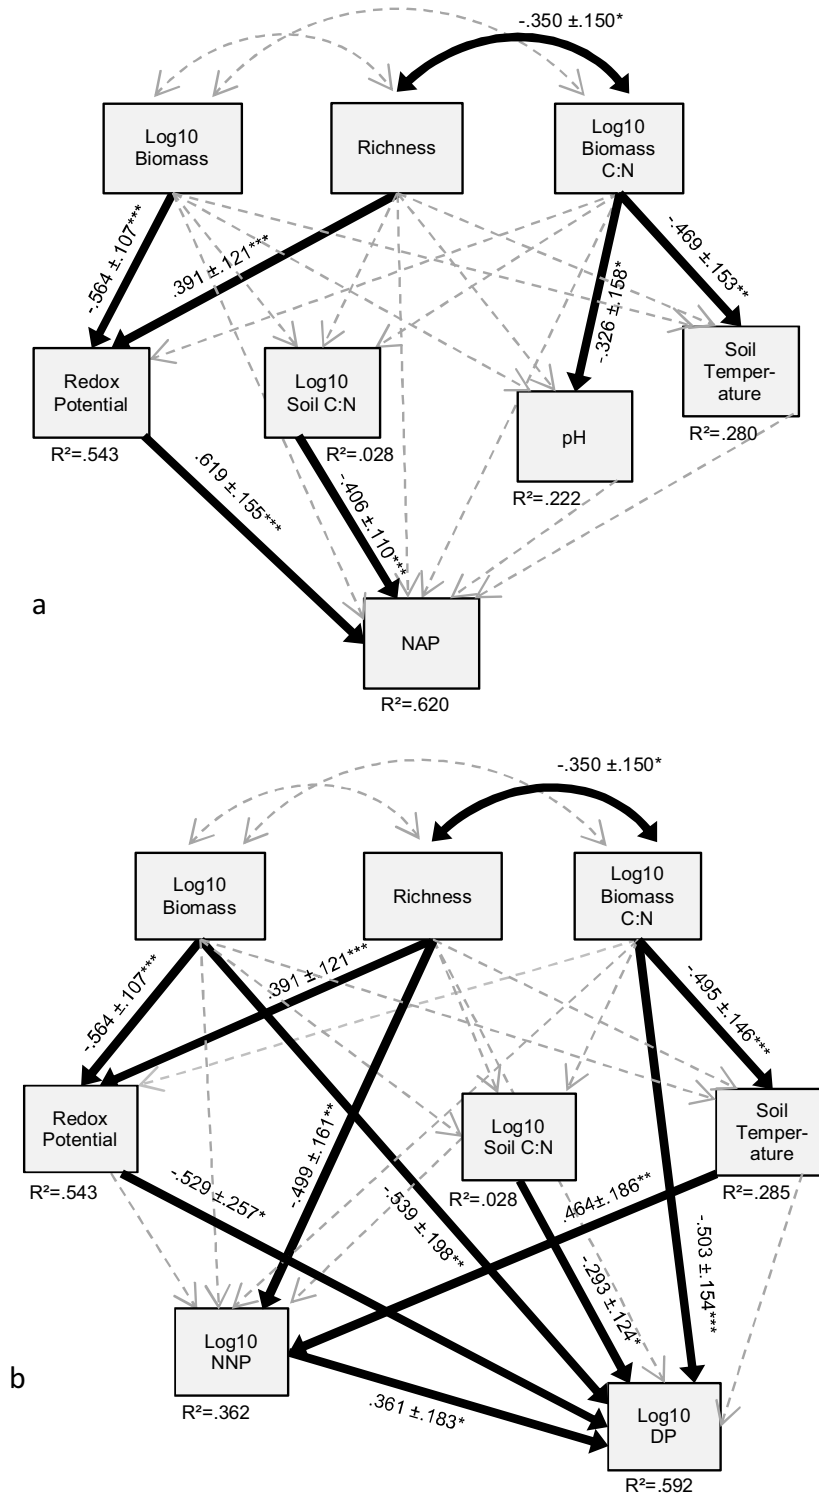 -.350 ±.150*
Log10
Biomass
Richness
Log10
Biomass
C:N
-.564 ±.107***
.391 ±.121***
-.326 ±.158*
-.469 ±.153**
Redox
Potential
R²=.543
Log10
Soil C:N
R²=.028
pH
R²=.222
Soil
Temper-
ature
R²=.280
.619 ±.155***
-.406 ±.110***
a
NAP
R²=.620
-.350 ±.150*
Log10
Biomass
Richness
Log10
Biomass
C:N
-.564 ±.107***
.391 ±.121***
-.495 ±.146***
Redox
Potential
R²=.543
Log10
Soil C:N
R²=.028
Soil
Temper-
ature
R²=.285
-.529 ±.257*
-.499 ±.161**
-.539 ±.198**
.464±.186**
-.293 ±.124*
-.503 ±.154***
b
Log10
NNP
R²=.362
.361 ±.183*
Log10
DP
R²=.592